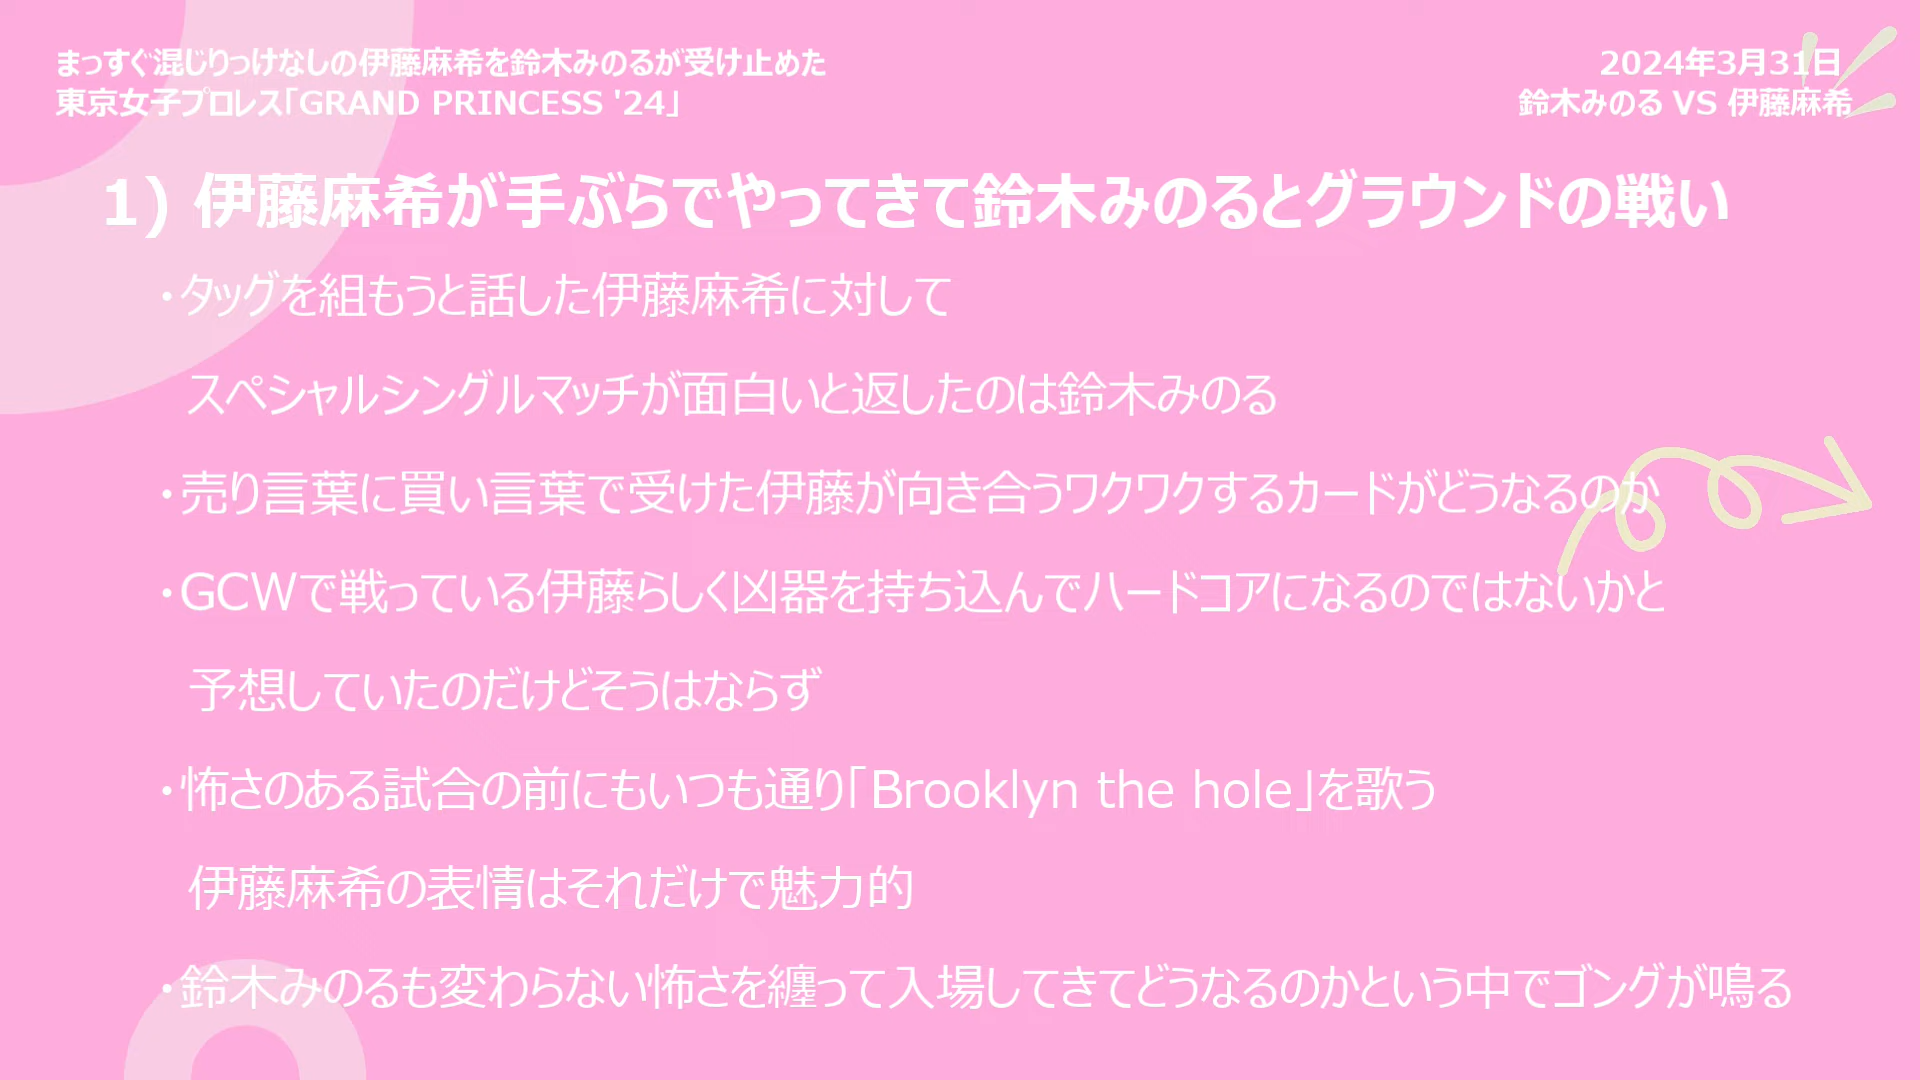 まっすぐ混じりっけなしの伊藤麻希を鈴木みのるが受け止めた
東京女子プロレス「GRAND PRINCESS '24」
2024年3月31日
鈴木みのる VS 伊藤麻希
1) 伊藤麻希が手ぶらでやってきて鈴木みのるとグラウンドの戦い
・タッグを組もうと話した伊藤麻希に対して
スペシャルシングルマッチが面白いと返したのは鈴木みのる
・売り言葉に買い言葉で受けた伊藤が向き合うワクワクするカードがどうなるのか
・GCWで戦っている伊藤らしく凶器を持ち込んでハードコアになるのではないかと
予想していたのだけどそうはならず
・怖さのある試合の前にもいつも通り「Brooklyn the hole」を歌う
伊藤麻希の表情はそれだけで魅力的
・鈴木みのるも変わらない怖さを纏って入場してきてどうなるのかという中でゴングが鳴る